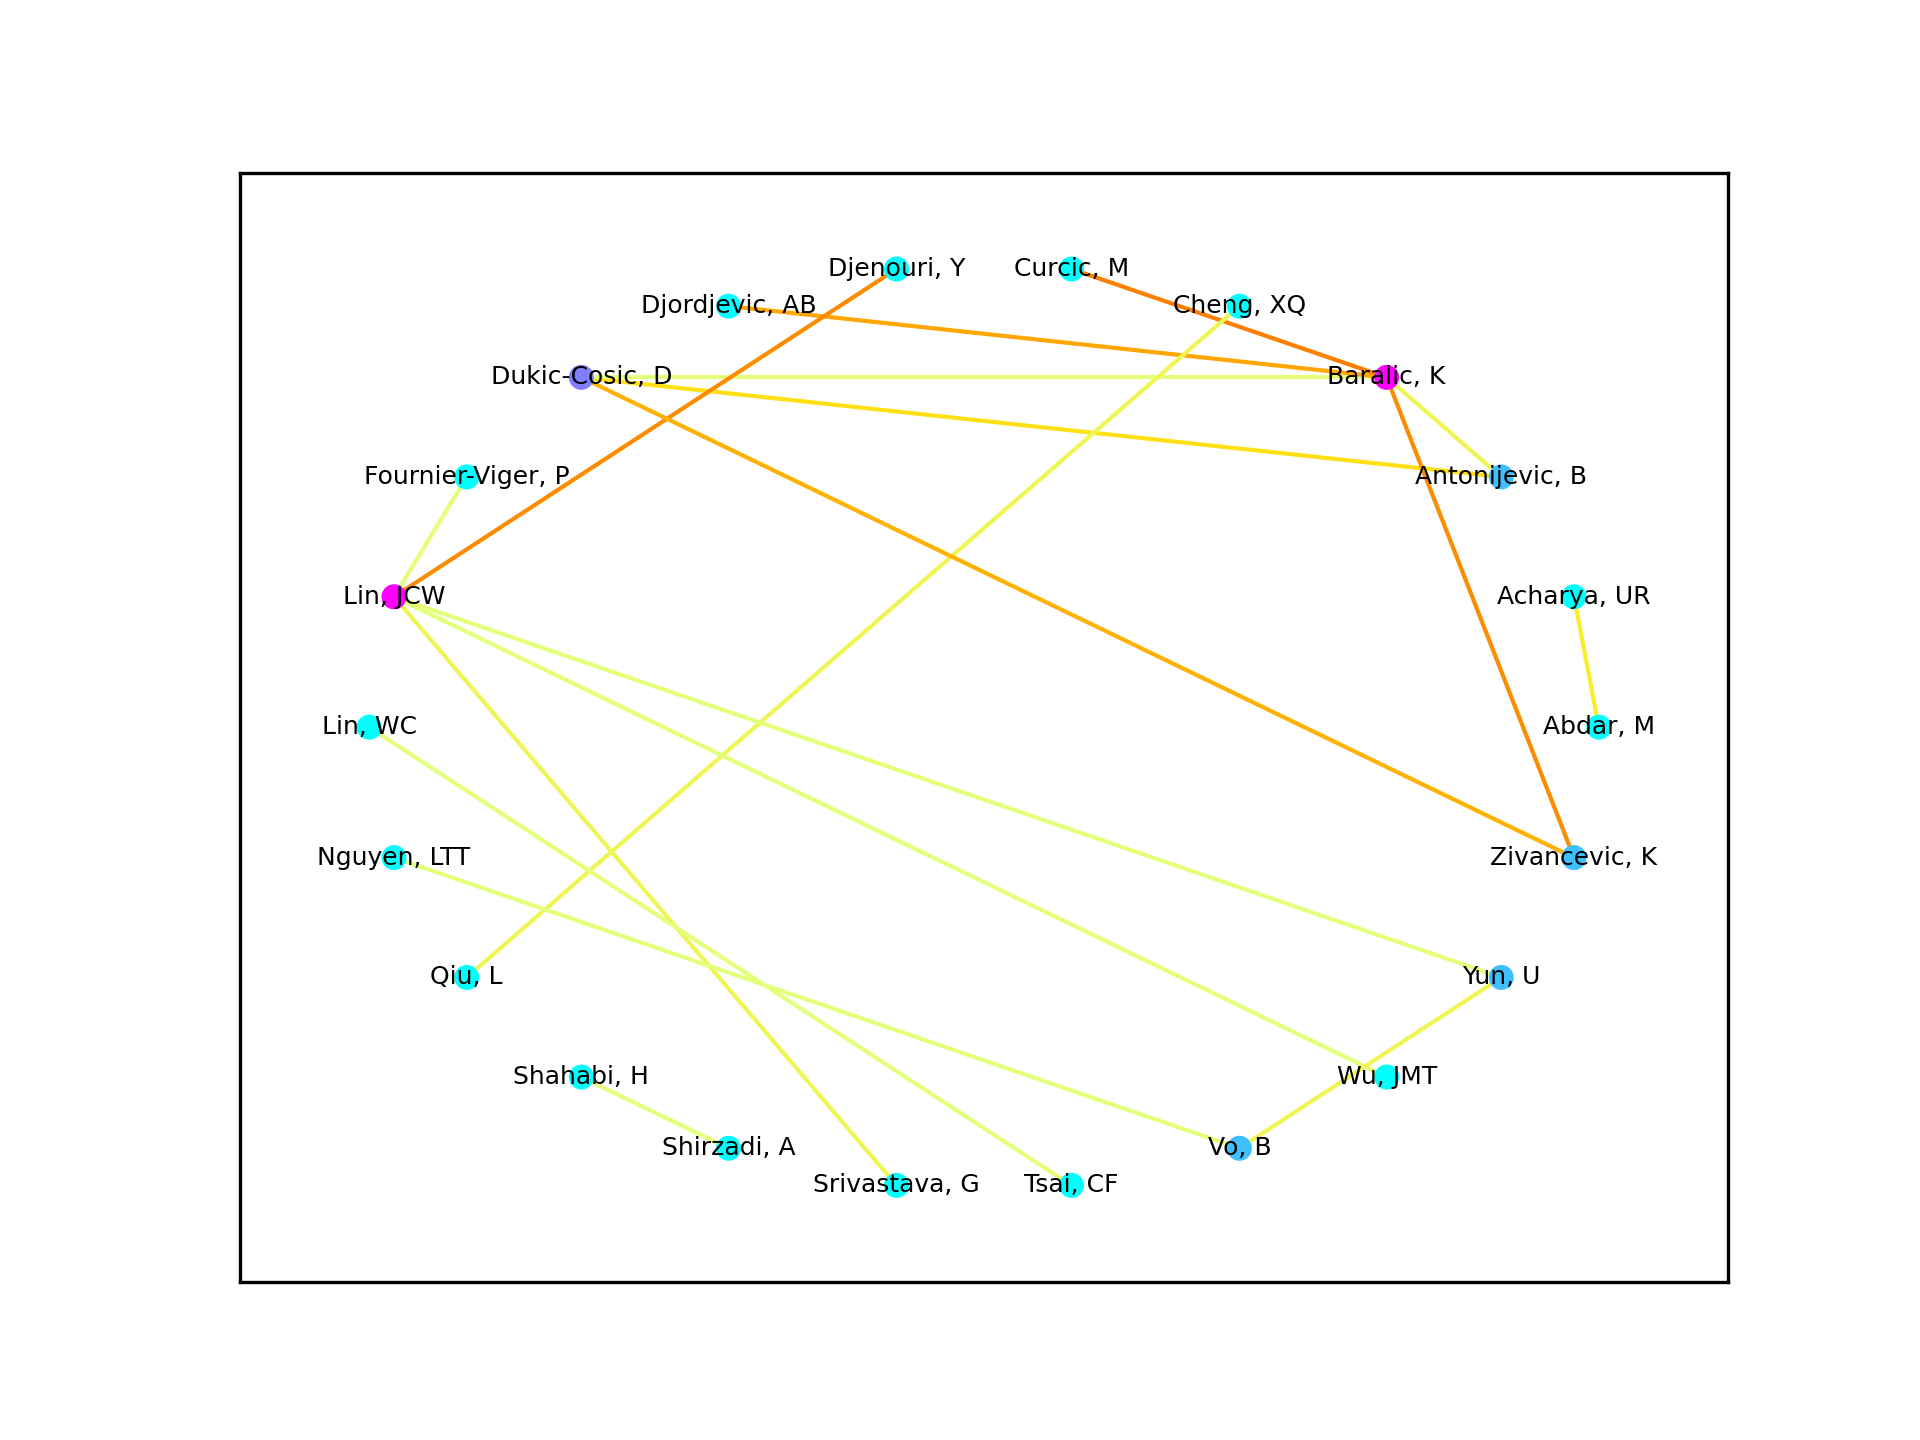 Djenouri, Y
Curcic, M
Djordjevic, AB
Cheng, XQ
Dukic-Cosic, D
Baralic, K
Fournier-Viger, P
Antonijevic, B
Lin, JCW
Acharya, UR
Lin, WC
Abdar, M
Nguyen, LTT
Zivancevic, K
Qiu, L
Yun, U
Shahabi, H
Wu, JMT
Shirzadi, A
Vo, B
Srivastava, G
Tsai, CF